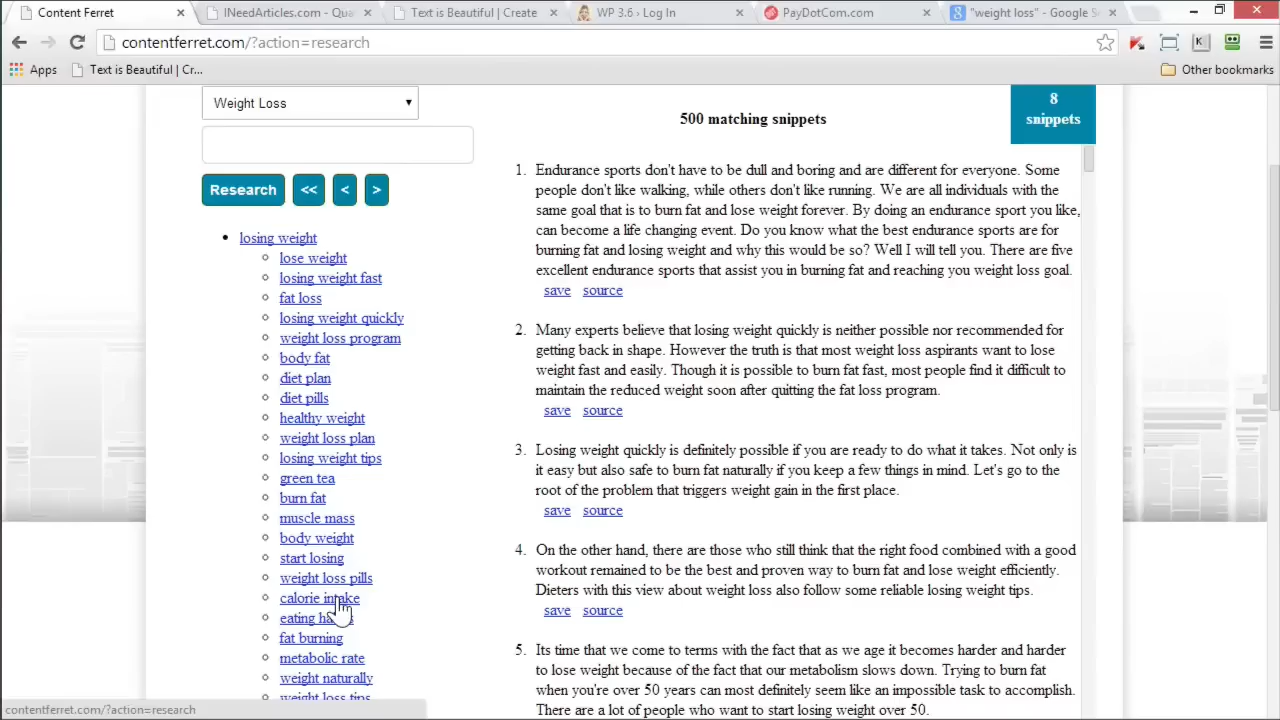 Content Ferret
INeedArticles.com - Qua
Text is Beautiful | Create
WP 3.6 › Log In
PayDotCom.com
"weight loss" - Google S
contentferret.com/?action=research
Apps
Text is Beautiful | Cr...
Other bookmarks
Weight Loss
Research
<<
<
>
losing weight
lose weight
losing weight fast
fat loss
losing weight quickly
weight loss program
body fat
diet plan
diet pills
healthy weight
weight loss plan
losing weight tips
green tea
burn fat
muscle mass
body weight
start losing
weight loss pills
calorie intake
eating
fat burning
metabolic rate
weight naturally
weight loss tips
500 matching snippets
8
snippets
1. Endurance sports don't have to be dull and boring and are different for everyone. Some
people don't like walking, while others don't like running. We are all individuals with the
same goal that is to burn fat and lose weight forever. By doing an endurance sport you like,
can become a life changing event. Do you know what the best endurance sports are for
burning fat and losing weight and why this would be so? Well I will tell you. There are five
excellent endurance sports that assist you in burning fat and reaching you weight loss goal.
save source
2. Many experts believe that losing weight quickly is neither possible nor recommended for
getting back in shape. However the truth is that most weight loss aspirants want to lose
weight fast and easily. Though it is possible to burn fat fast, most people find it difficult to
maintain the reduced weight soon after quitting the fat loss program.
save source
3. Losing weight quickly is definitely possible if you are ready to do what it takes. Not only is
it easy but also safe to burn fat naturally if you keep a few things in mind. Let's go to the
root of the problem that triggers weight gain in the first place.
save source
4. On the other hand, there are those who still think that the right food combined with a good
workout remained to be the best and proven way to burn fat and lose weight efficiently.
Dieters with this view about weight loss also follow some reliable losing weight tips.
save source
5. Its time that we come to terms with the fact that as we age it becomes harder and harder
to lose weight because of the fact that our metabolism slows down. Trying to burn fat
when you're over 50 years can most definitely seem like an impossible task to accomplish.
There are a lot of people who want to start losing weight over 50.
contentferret.com/?action=research